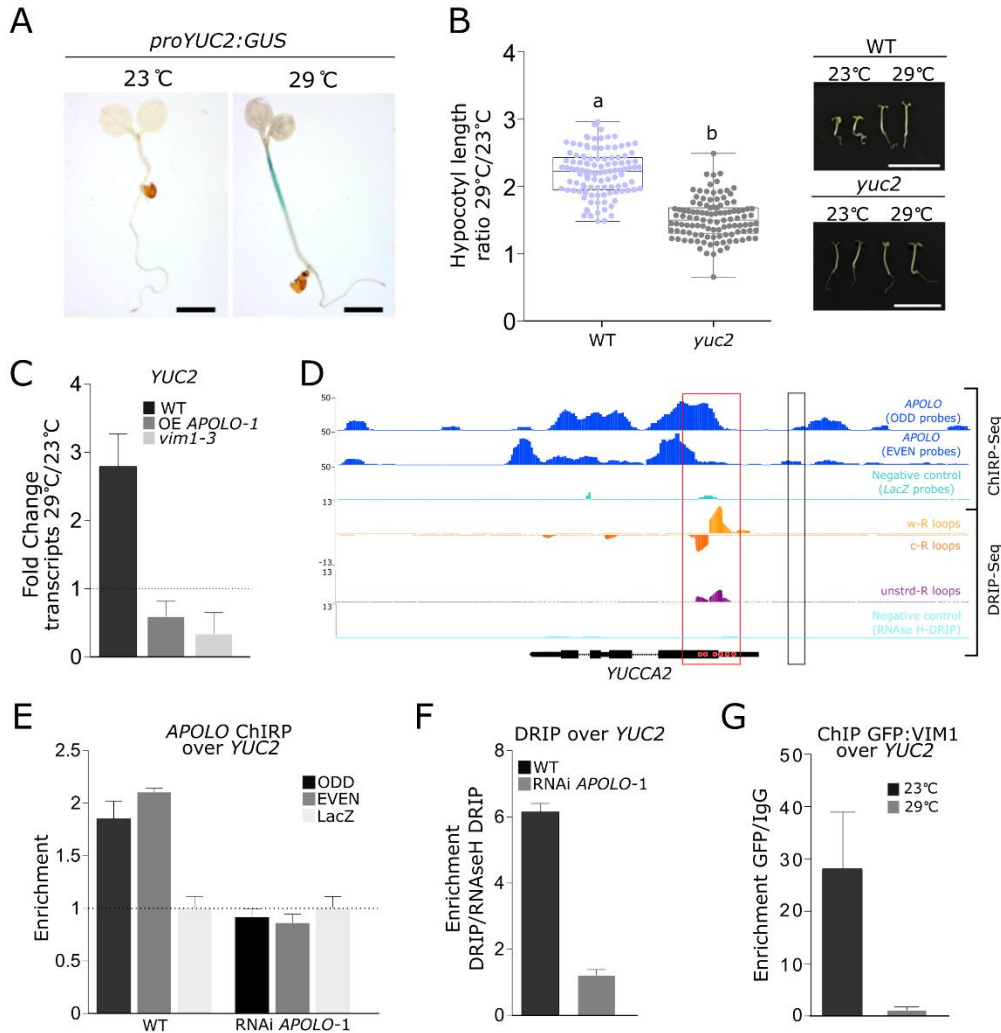 A
proYUC2:GUS
23℃
29℃
B
4
3
2
1
0
Hypocotyl length
ratio 29℃/23℃
a
b
WT
yuc2
WT
23℃ 29℃
yuc2
23℃ 29℃
C
YUC2
WT
OE APOLO-1
vim1-3
4
3
2
1
0
Fold Change
transcripts 29℃/23℃
D
50-
50-
50-
13-
-13-
13
13-
APOLO
(ODD probes)
APOLO
(EVEN probes)
Negative control
(LacZ probes)
w-R loops
c-R loops
unstrd-R loops
Negative control
(RNAse H-DRIP)
ChIRP-Seq
DRIP-Seq
YUCCA2
E
APOLO ChIRP
over YUC2
ODD
EVEN
LacZ
2.5
2
1.5
1
0.5
0
Enrichment
WT
RNAi APOLO-1
F
DRIP over YUC2
WT
RNAi APOLO-1
8
6
4
2
0
Enrichment
DRIP/RNAseH DRIP
G
ChIP GFP:VIM1
over YUC2
23℃
29℃
50
40
30
20
10
0
Enrichment GFP/IgG